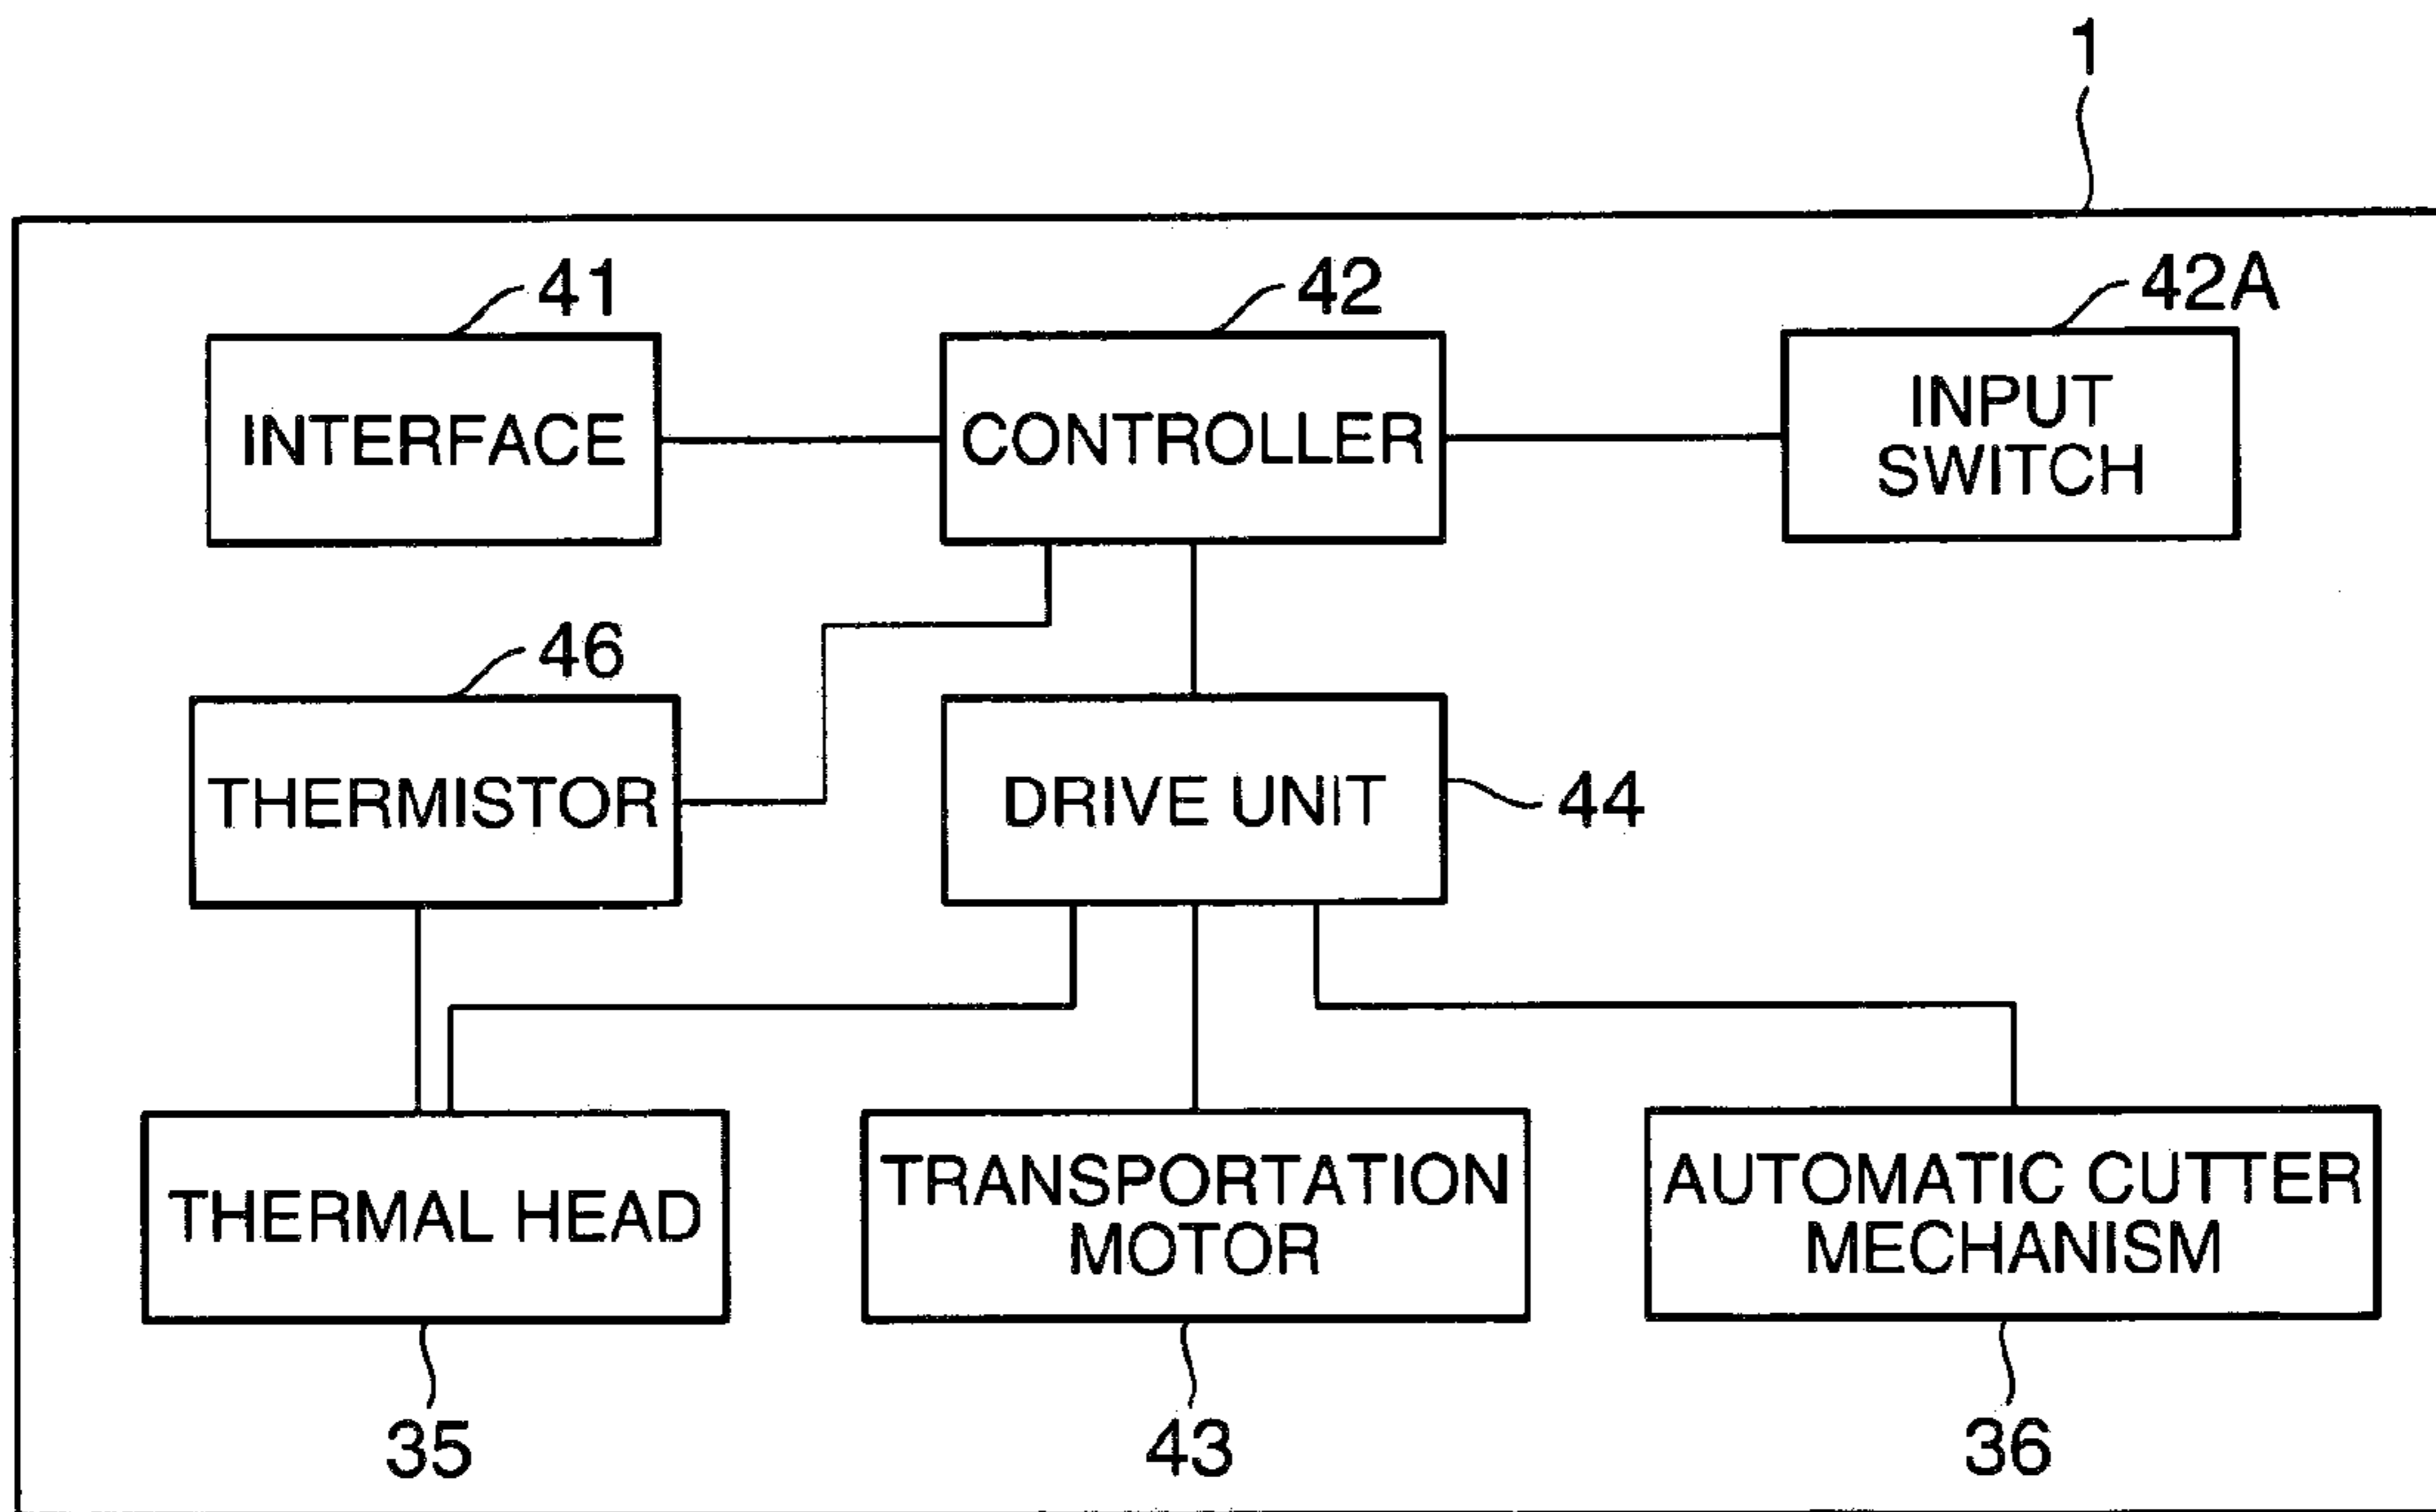 1
41
42
42A
INTERFACE
CONTROLLER
INPUT
SWITCH
46
THERMISTOR
DRIVE UNIT
44
THERMAL HEAD
TRANSPORTATION
MOTOR
AUTOMATIC CUTTER
MECHANISM
35
43
36